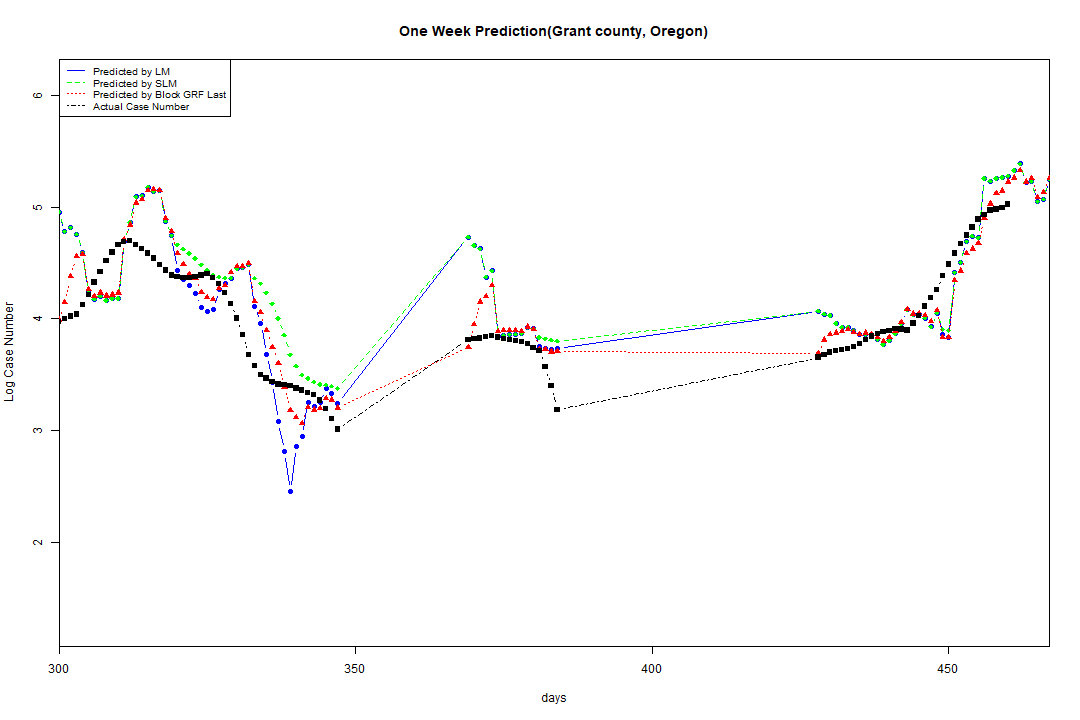 One Week Prediction(Grant county, Oregon)
Predicted by LM
Predicted by SLM
Predicted by Block GRF Last
Actual Case Number
6
5
4
3
2
Log Case Number
300 350 400 450
days